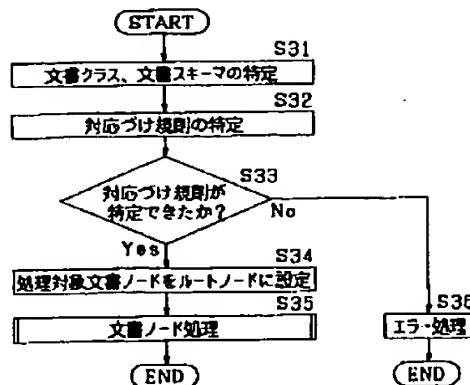 START
S31
文書クラス、文書スキーマの特定
S32
対応づけ規則の特定
S33
対応づけ規則が
特定できたか?
No
Yes
S34
処理対象文書ノードをルートノードに設定
S35
文書ノード処理
S36
エラー処理
END
END